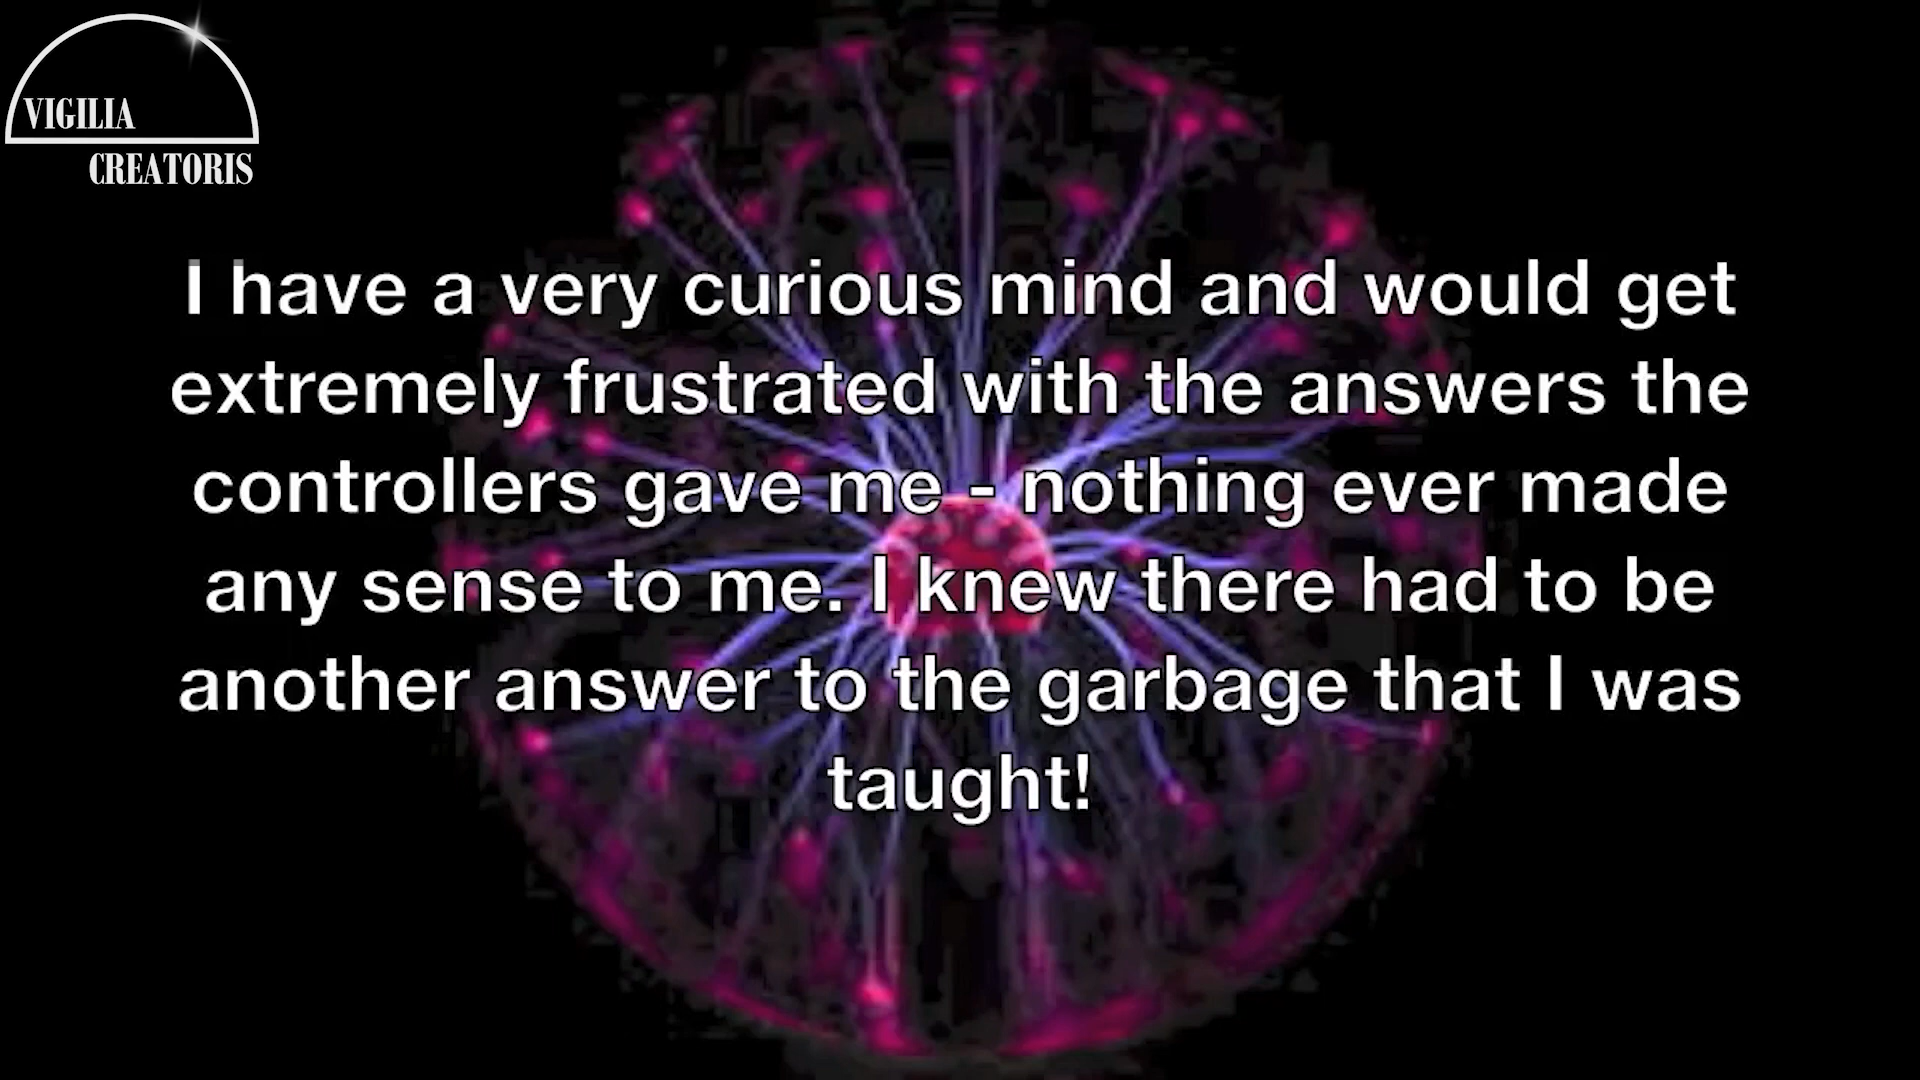 VIGILIA
CREATORIS
I have a very curious mind and would get
extremely frustrated with the answers the
controllers gave me - nothing ever made
any sense to me. I knew there had to be
another answer to the garbage that I was
taught!